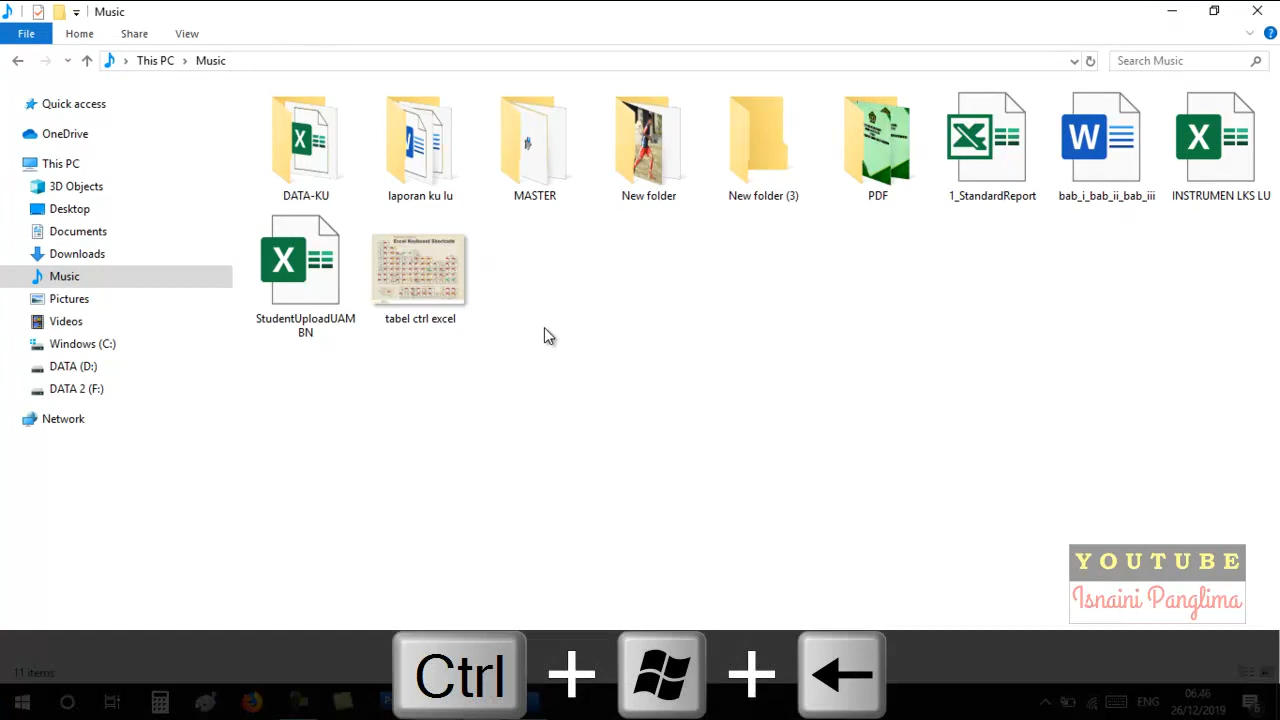 Music
File Home Share View
This PC Music
Search Music
Quick access
OneDrive
This PC
3D Objects
Desktop
Documents
Downloads
Music
Pictures
Videos
Windows (C:)
DATA (D:)
DATA 2 (F:)
Network
DATA-KU
laporan ku lu
MASTER
New folder
New folder (3)
PDF
1_StandardReport
bab_i_bab_ii_bab_iii
INSTRUMEN LKS LU
StudentUploadUAM
BN
Excel Keyboard Shortcuts
tabel ctrl excel
YOUTUBE
Isnaini Panglima
Ctrl + +
11 items
ENG
06.46
26/12/2019